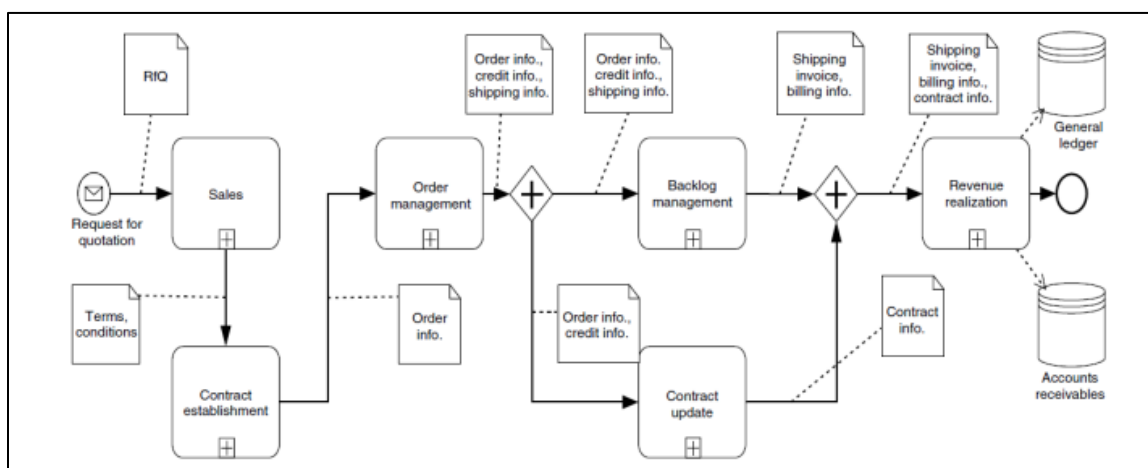 RfQ
Order info.,
credit info.,
shipping info.
Order info.
credit info.,
shipping info.
Shipping
invoice,
billing info.
Shipping
invoice,
billing info.,
contract info.
General
ledger
Request for
quotation
Sales
Order
management
Backlog
management
Revenue
realization
Terms,
conditions
Order
info.
Order info.,
credit info.
Contract
info.
Contract
establishment
Contract
update
Accounts
receivables